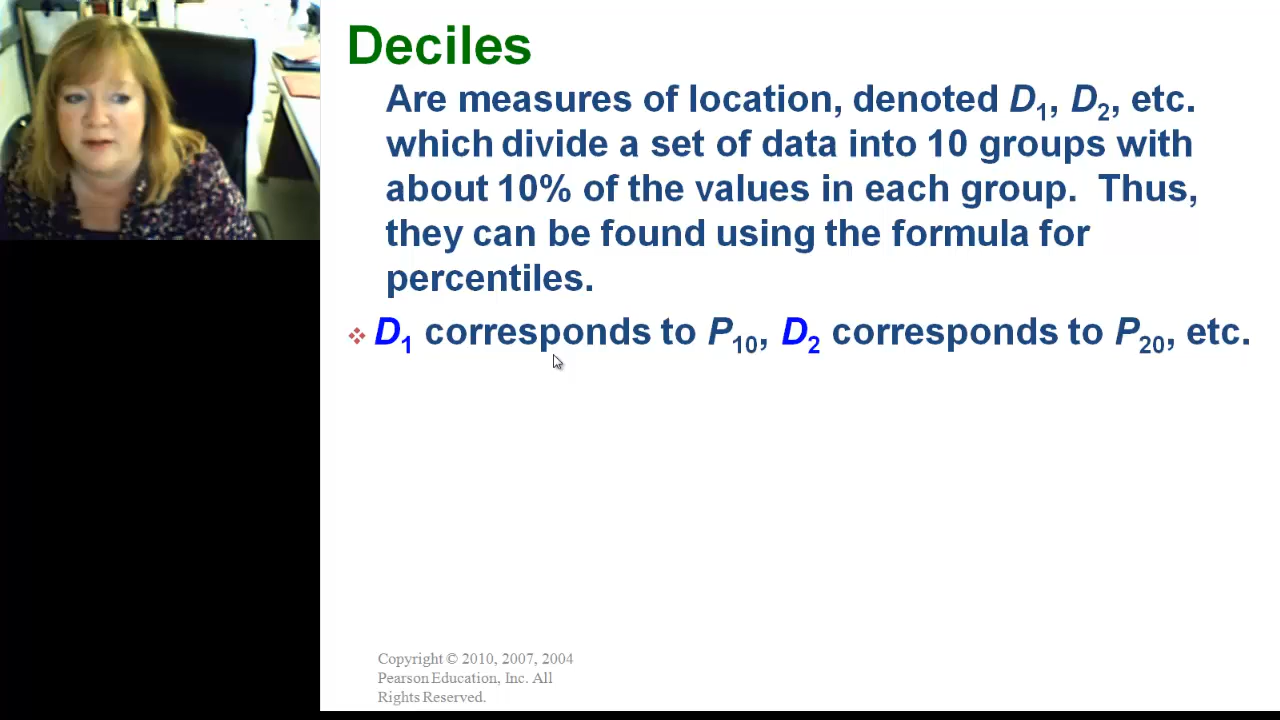 Deciles
Are measures of location, denoted D1, D2, etc.
which divide a set of data into 10 groups with
about 10% of the values in each group.  Thus,
they can be found using the formula for
percentiles.
❖ D1 corresponds to P10, D2 corresponds to P20, etc.
Copyright © 2010, 2007, 2004
Pearson Education, Inc. All
Rights Reserved.